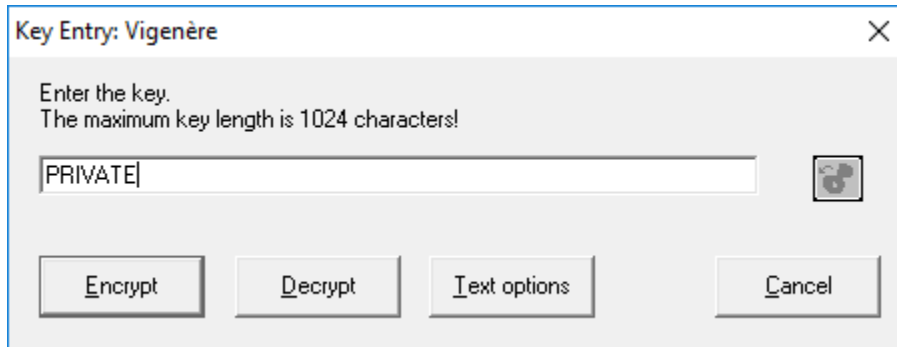 Key Entry: Vigenère
Enter the key.
The maximum key length is 1024 characters!
PRIVATE
Encrypt Decrypt Text options Cancel